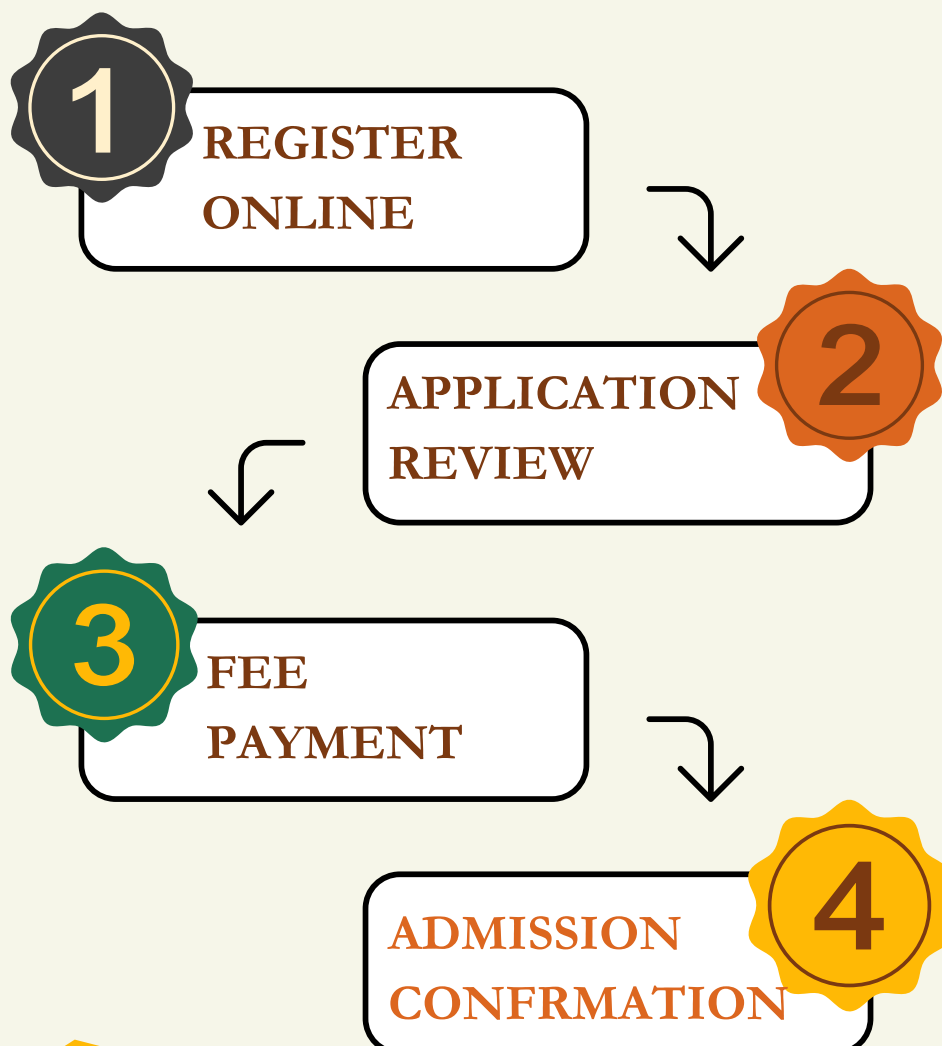 1
REGISTER
ONLINE
2
APPLICATION
REVIEW
3
FEE
PAYMENT
4
ADMISSION
CONFRMATION